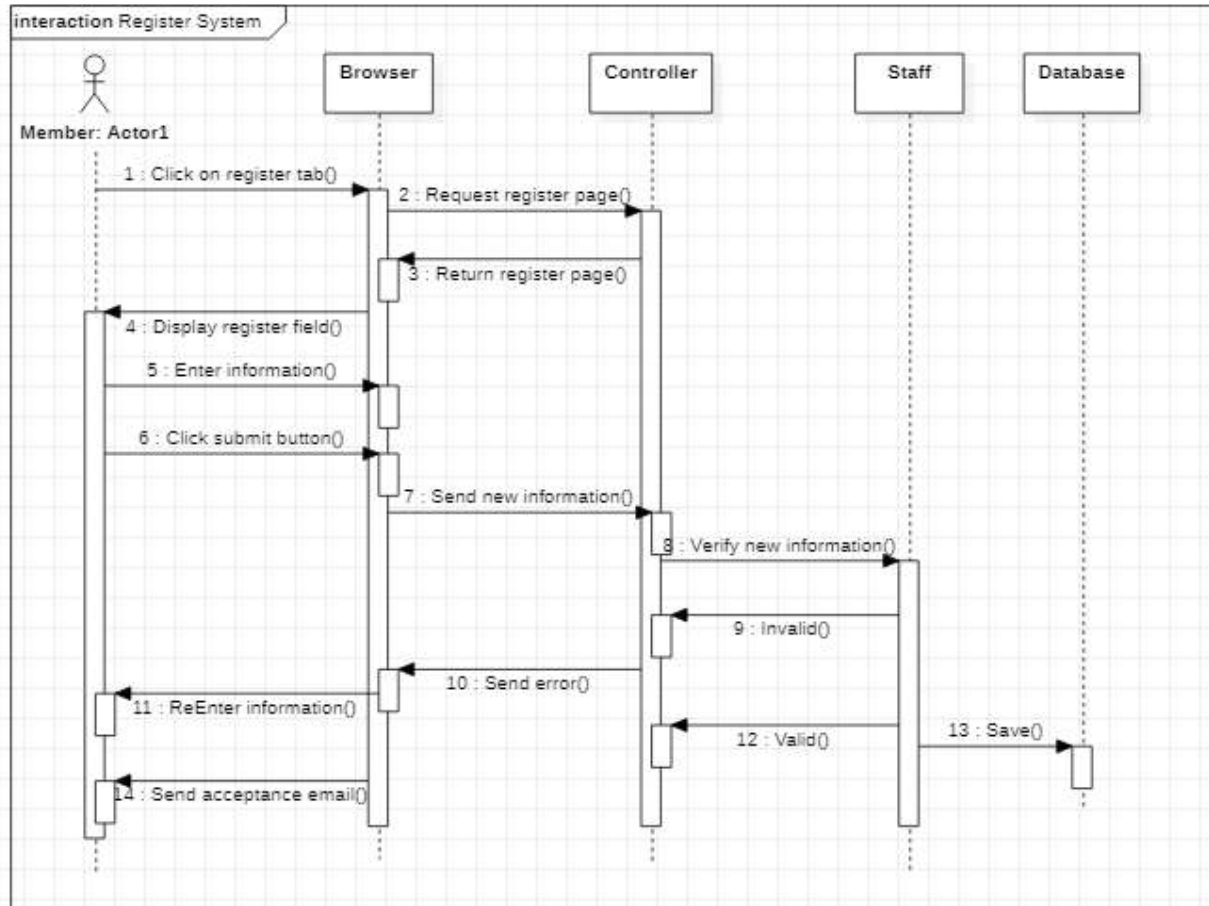 interaction Register System
Browser
Controller
Staff
Database
Member: Actor1
1 : Click on register tab()
2 : Request register page()
3 : Return register page()
4 : Display register field()
5 : Enter information()
6 : Click submit button()
7 : Send new information()
8 : Verify new information()
9 : Invalid()
10 : Send error()
11 : ReEnter information()
12 : Valid()
13 : Save()
14 : Send acceptance email()